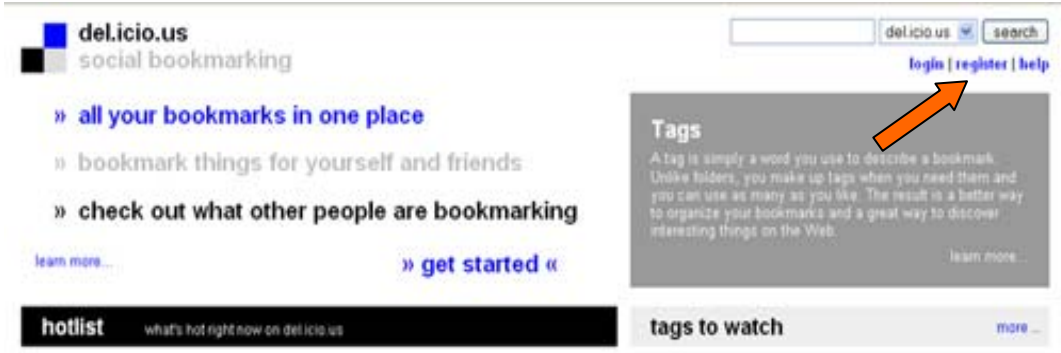 del.icio.us
social bookmarking
del.icio.us search
login | register | help
» all your bookmarks in one place
» bookmark things for yourself and friends
» check out what other people are bookmarking
learn more...
» get started «
Tags
A tag is simply a word you use to describe a bookmark.
Unlike folders, you make up tags when you need them and
you can use as many as you like. The result is a better way
to organize your bookmarks and a great way to discover
interesting things on the Web.
learn more...
hotlist what's hot right now on del.icio.us
tags to watch more ...